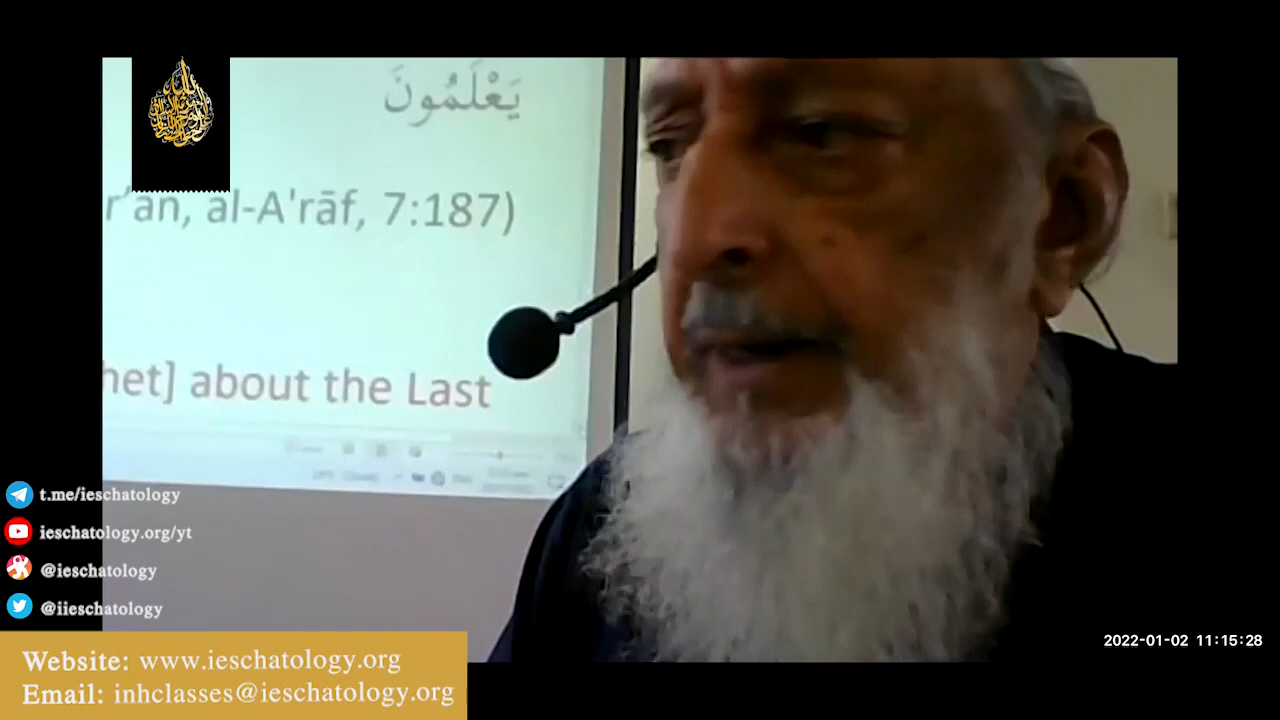 يَعْلَمُونَ
r'ān, al-A'rāf, 7:187)
het] about the Last
t.me/ieschatology
ieschatology.org/yt
@ieschatology
@iieschatology
2022-01-02 11:15:28
Website: www.ieschatology.org
Email: inhclasses@ieschatology.org